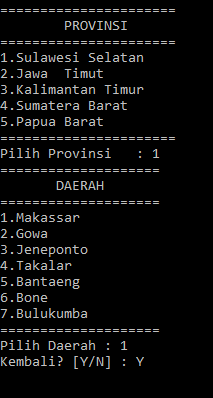 ======================
PROVINSI
======================
1.Sulawesi Selatan
2.Jawa  Timut
3.Kalimantan Timur
4.Sumatera Barat
5.Papua Barat
======================
Pilih Provinsi   : 1
====================
DAERAH
====================
1.Makassar
2.Gowa
3.Jeneponto
4.Takalar
5.Bantaeng
6.Bone
7.Bulukumba
====================
Pilih Daerah : 1
Kembali? [Y/N] : Y